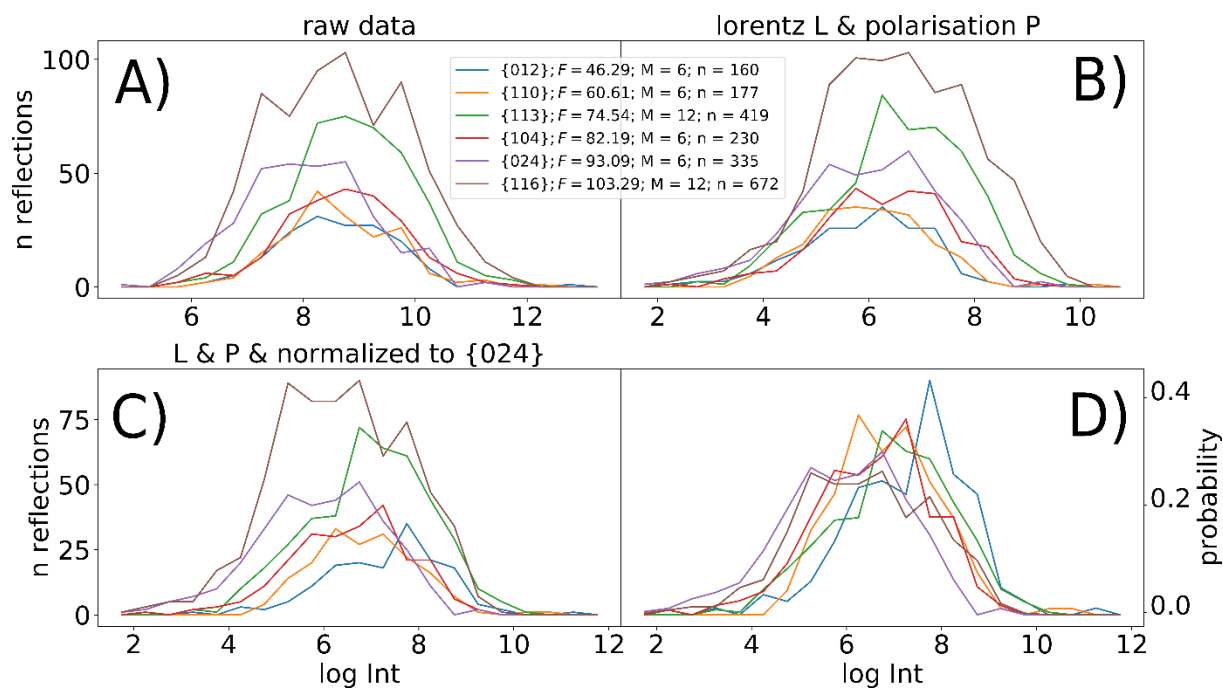 raw data
lorentz L & polarisation P
A)
B)
n reflections
100
50
0
{012}; F = 46.29; M = 6; n = 160
{110}; F = 60.61; M = 6; n = 177
{113}; F = 74.54; M = 12; n = 419
{104}; F = 82.19; M = 6; n = 230
{024}; F = 93.09; M = 6; n = 335
{116}; F = 103.29; M = 12; n = 672
6 8 10 12
2 4 6 8 10
L & P & normalized to {024}
C)
D)
n reflections
75
50
25
0
0.4
0.2
0.0
probability
2 4 6 8 10 12
2 4 6 8 10 12
log Int
log Int